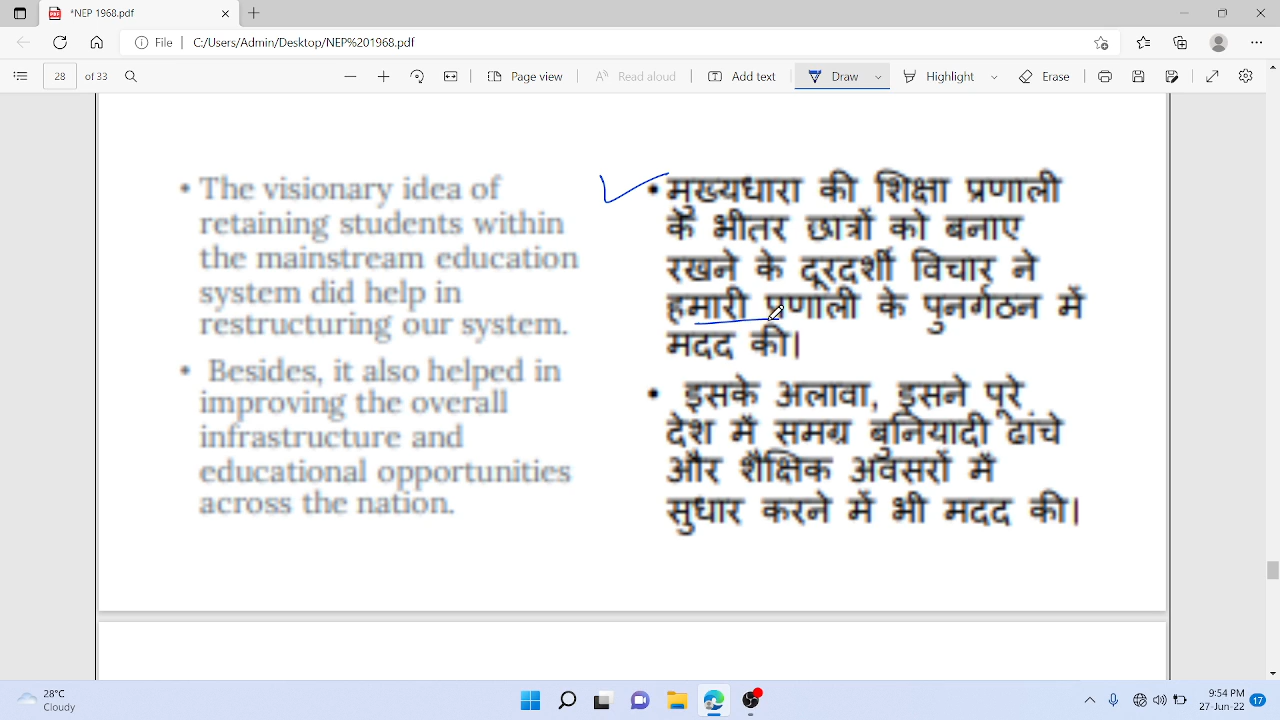 *NEP 1968.pdf
File C:/Users/Admin/Desktop/NEP%201968.pdf
28 of 33 Page view Read aloud Add text Draw Highlight Erase
• The visionary idea of
retaining students within
the mainstream education
system did help in
restructuring our system.
• Besides, it also helped in
improving the overall
infrastructure and
educational opportunities
across the nation.
• मुख्यधारा की शिक्षा प्रणाली
के भीतर छात्रों को बनाए
रखने के दूरदर्शी विचार ने
हमारी प्रणाली के पुनर्गठन में
मदद की।
• इसके अलावा, इसने पूरे
देश में समग्र बुनियादी ढांचे
और शैक्षिक अवसरों में
सुधार करने में भी मदद की।
28°C
Cloudy
9:54 PM
27-Jun-22
17